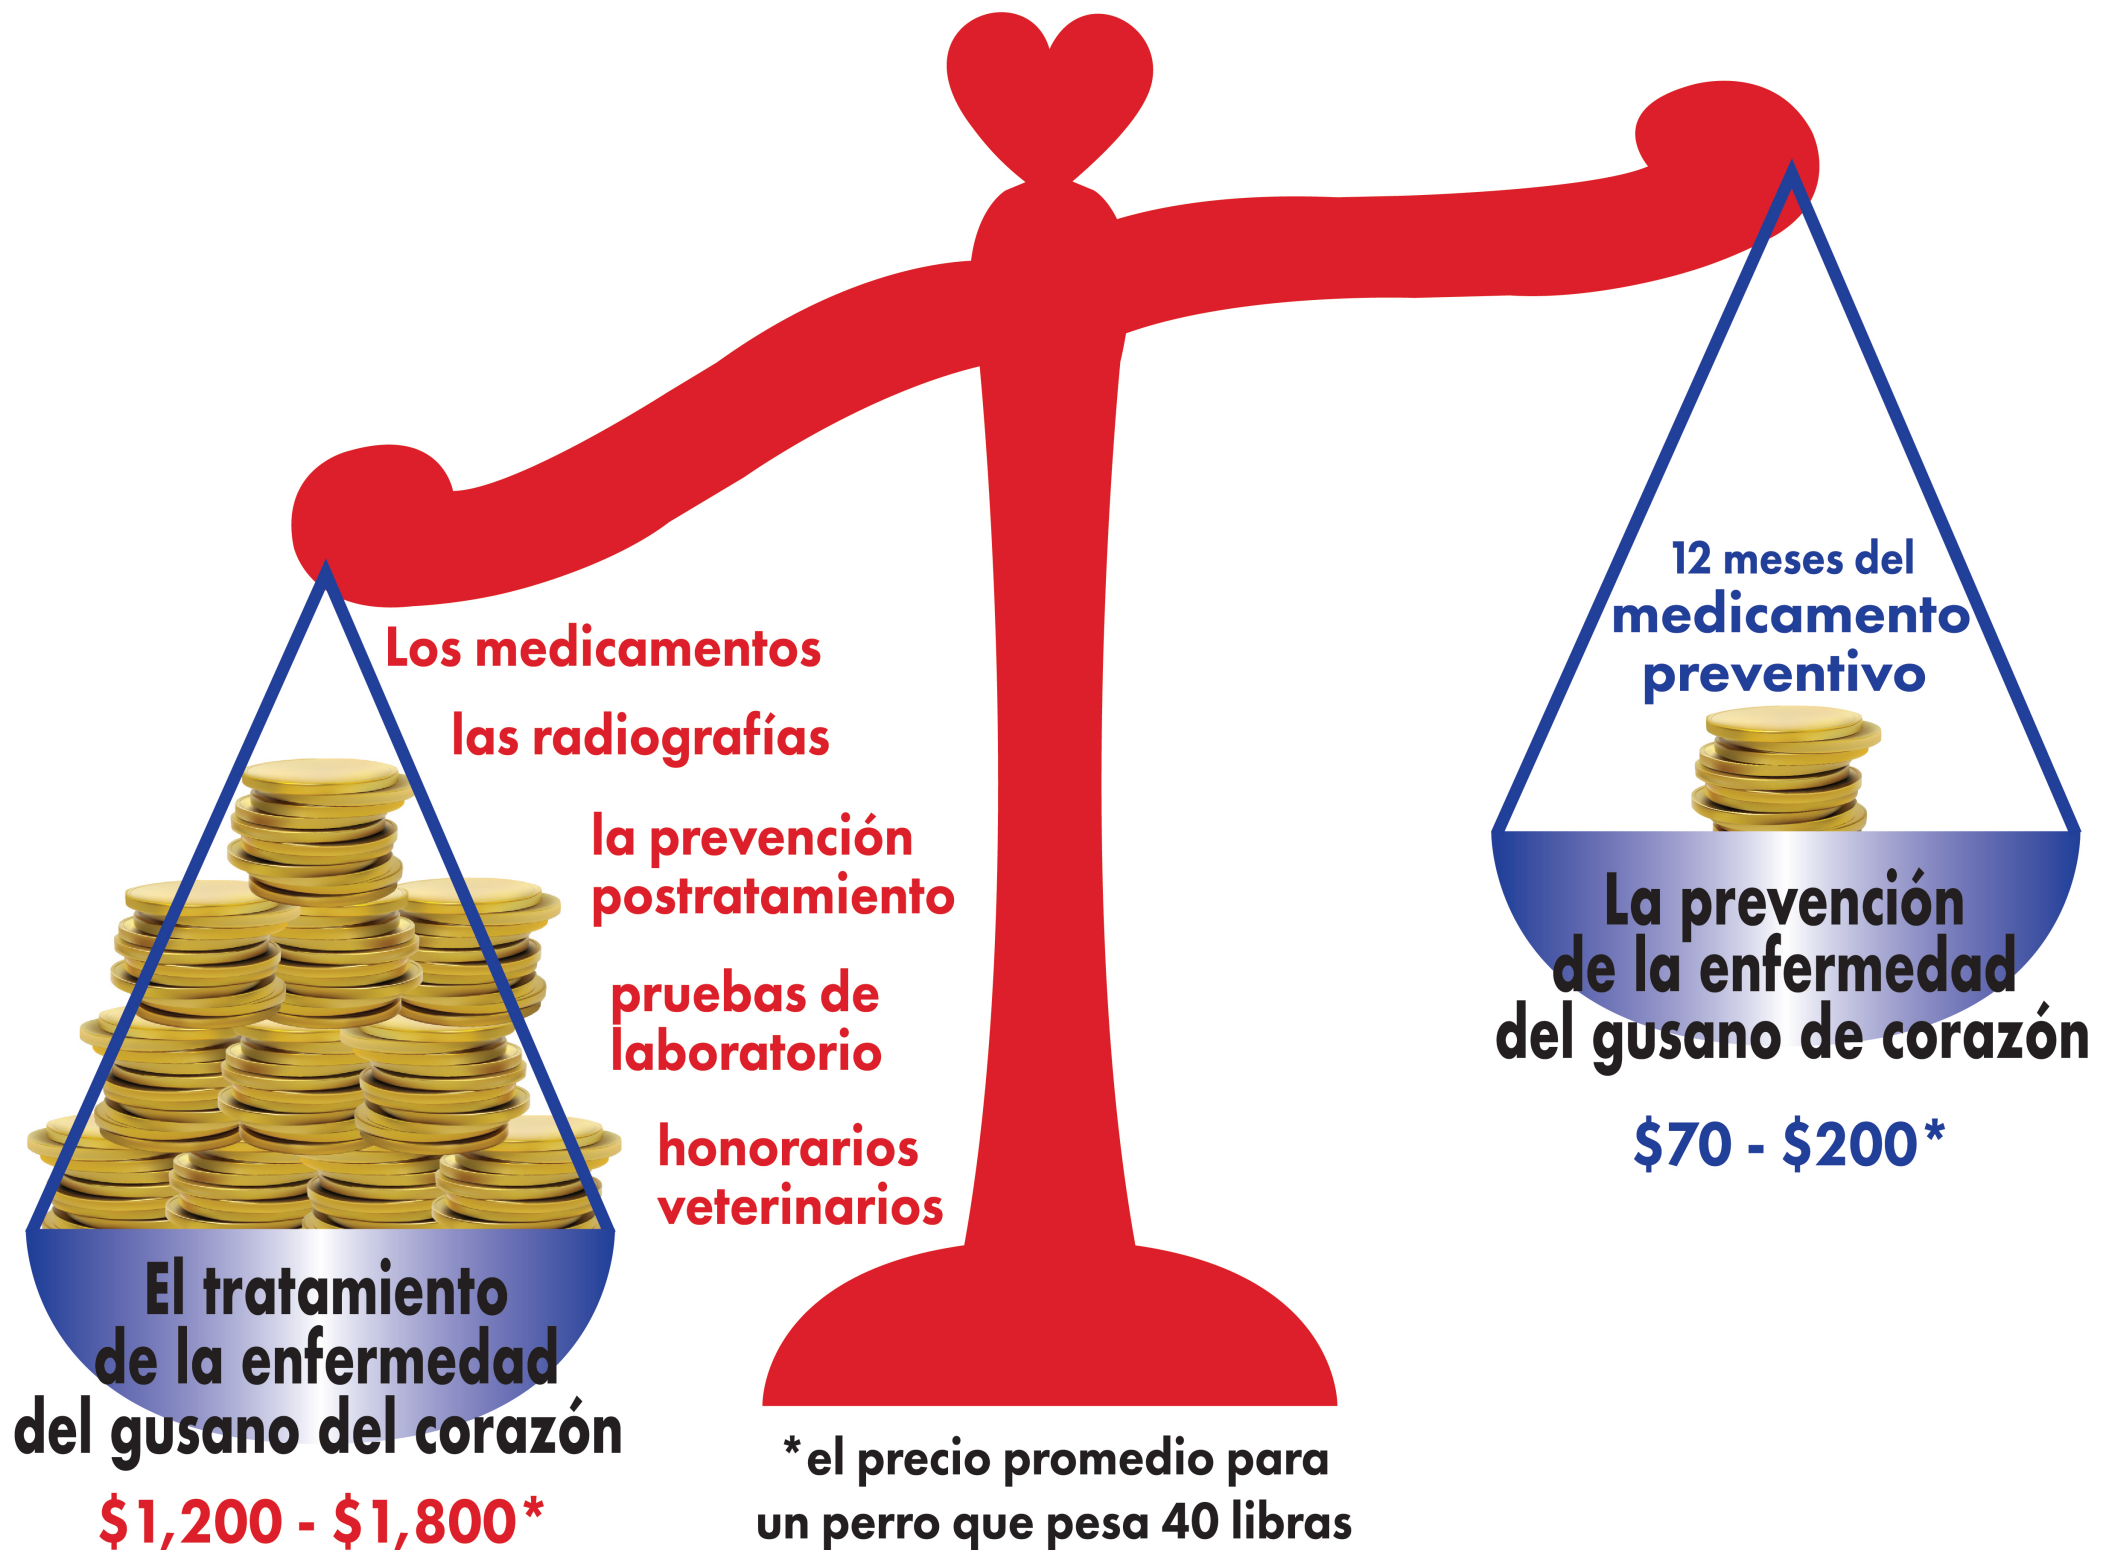 Los medicamentos
las radiografías
la prevención
postratamiento
pruebas de
laboratorio
honorarios
veterinarios
El tratamiento
de la enfermedad
del gusano del corazón
$1,200 - $1,800*
12 meses del
medicamento
preventivo
La prevención
de la enfermedad
del gusano de corazón
$70 - $200*
*el precio promedio para
un perro que pesa 40 libras